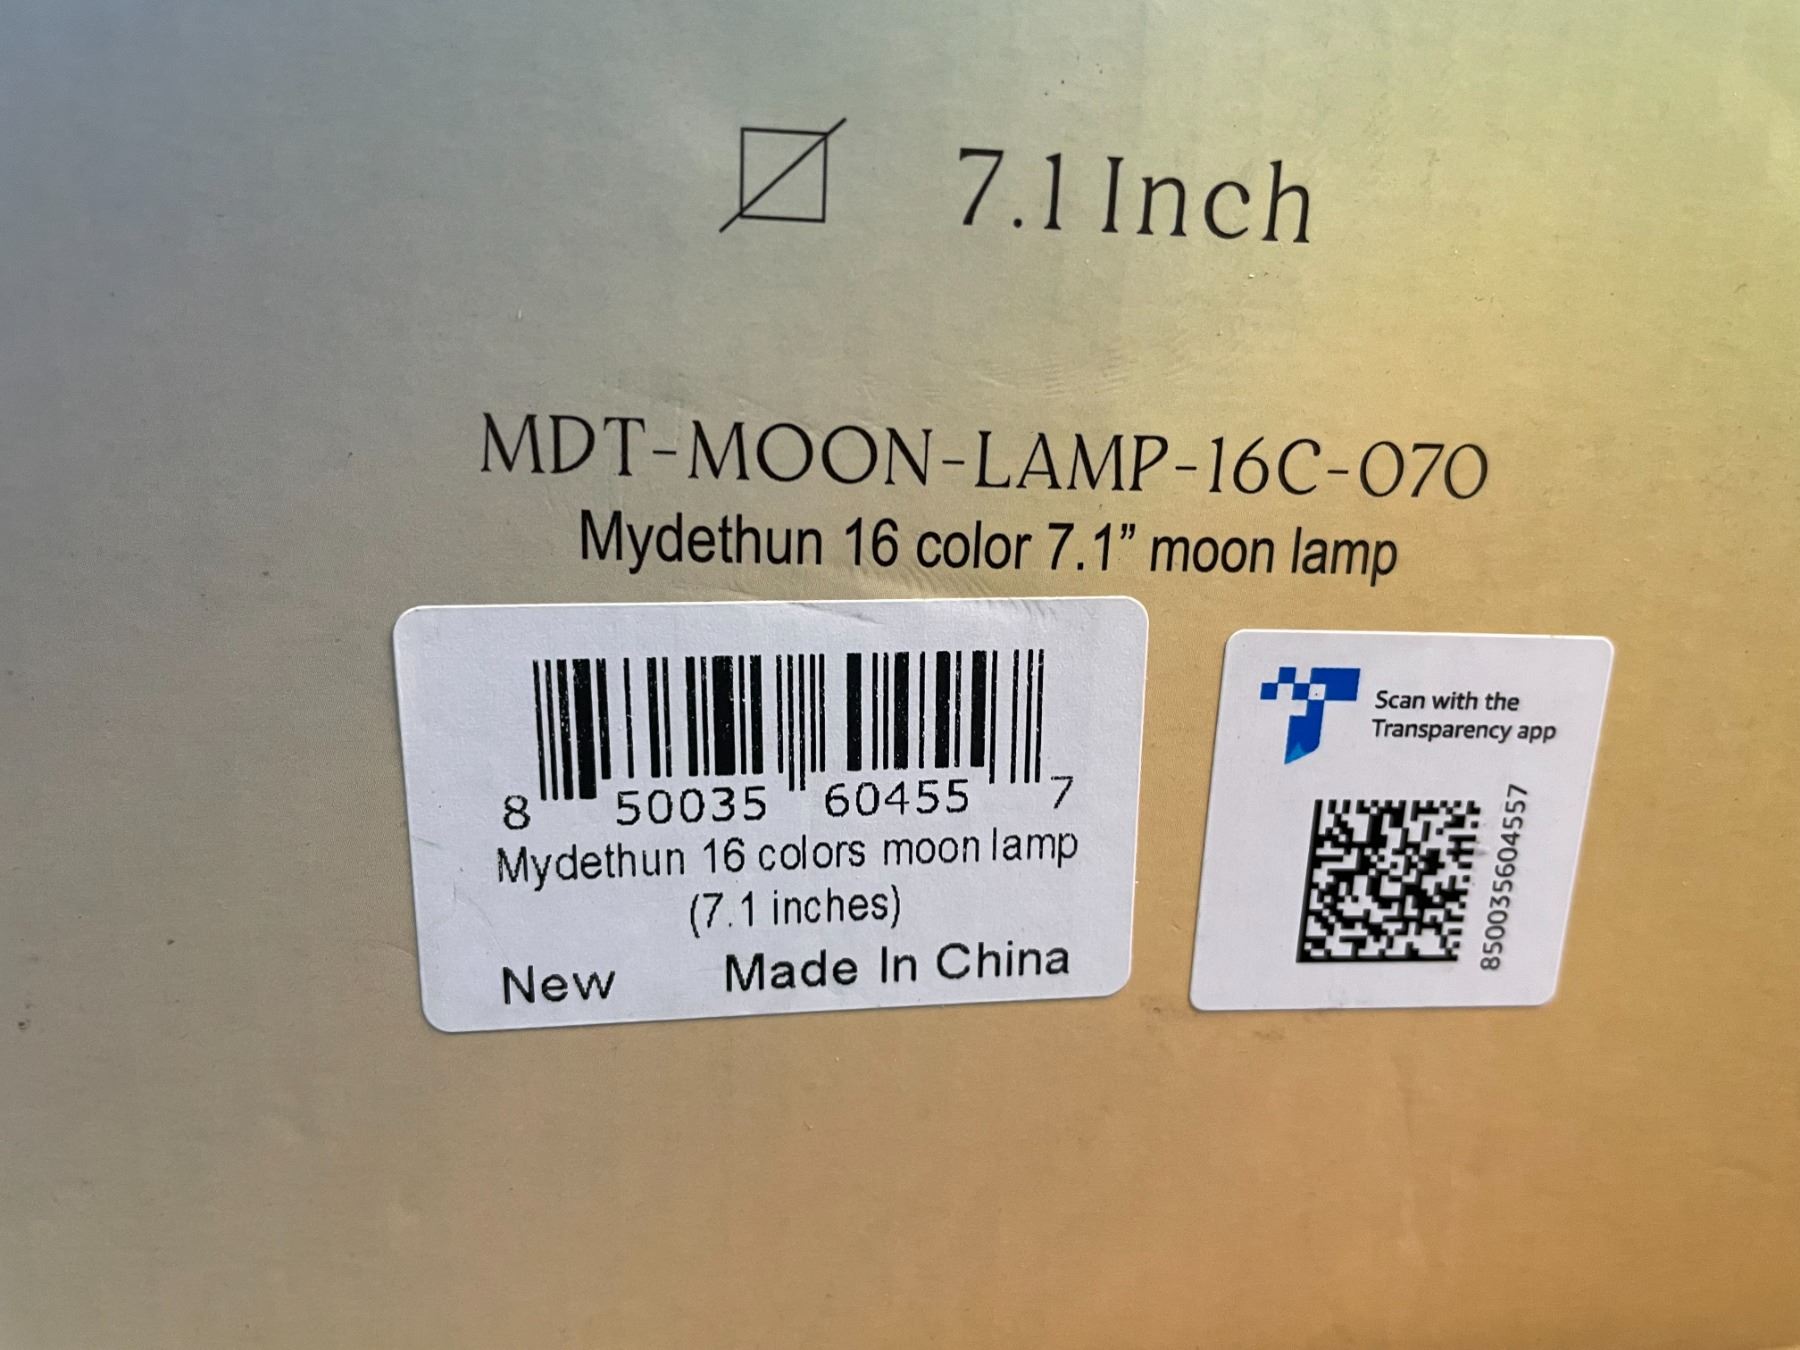 7.1 Inch
MDT-MOON-LAMP-16C-070
Mydethun 16 color 7.1” moon lamp
8 50035 60455 7
Mydethun 16 colors moon lamp
(7.1 inches)
New Made In China
Scan with the
Transparency app
850035604557